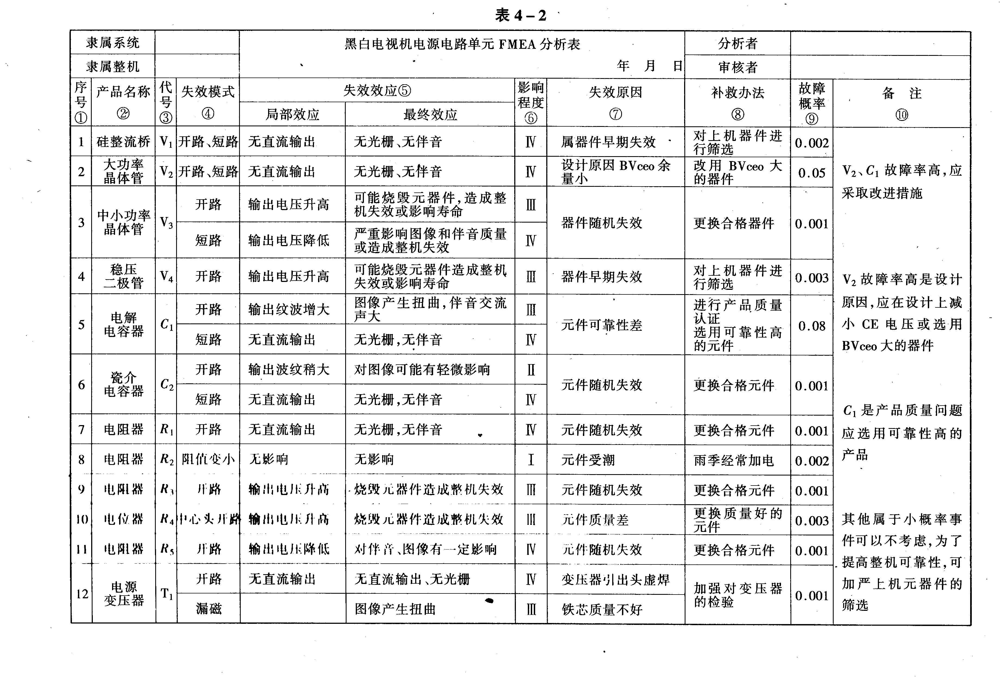 表 4－2
隶属系统
黑白电视机电源电路单元 FMEA 分析表
分析者
隶属整机
年 月 日
审核者
序号①
产品名称②
代号③
失效模式④
失效效应⑤
局部效应
最终效应
影响程度⑥
失效原因⑦
补救办法⑧
故障概率⑨
备 注⑩
1 硅整流桥 V₁ 开路、短路 无直流输出 无光栅、无伴音 Ⅳ 属器件早期失效 对上机器件进行筛选 0.002
2 大功率晶体管 V₂ 开路、短路 无直流输出 无光栅、无伴音 Ⅳ 设计原因 BVceo 余量小 改用 BVceo 大的器件 0.05
3 中小功率晶体管 V₃ 开路 输出电压升高 可能烧毁元器件,造成整机失效或影响寿命 Ⅲ 器件随机失效 更换合格器件 0.001
短路 输出电压降低 严重影响图像和伴音质量或造成整机失效 Ⅳ
4 稳压二极管 V₄ 开路 输出电压升高 可能烧毁元器件造成整机失效或影响寿命 Ⅲ 器件早期失效 对上机器件进行筛选 0.003
5 电解电容器 C₁ 开路 输出纹波增大 图像产生扭曲,伴音交流声大 Ⅲ 元件可靠性差 进行产品质量认证 选用可靠性高的元件 0.08
短路 无直流输出 无光栅,无伴音 Ⅳ
6 瓷介电容器 C₂ 开路 输出波纹稍大 对图像可能有轻微影响 Ⅱ 元件随机失效 更换合格元件 0.001
短路 无直流输出 无光栅,无伴音 Ⅳ
7 电阻器 R₁ 开路 无直流输出 无光栅,无伴音 Ⅳ 元件随机失效 更换合格元件 0.001
8 电阻器 R₂ 阻值变小 无影响 无影响 Ⅰ 元件受潮 雨季经常加电 0.002
9 电阻器 R₃ 开路 输出电压升高 烧毁元器件造成整机失效 Ⅲ 元件随机失效 更换合格元件 0.001
10 电位器 R₄ 中心头开路 输出电压升高 烧毁元器件造成整机失效 Ⅲ 元件质量差 更换质量好的元件 0.003
11 电阻器 R₅ 开路 输出电压降低 对伴音、图像有一定影响 Ⅳ 元件随机失效 更换合格元件 0.001
12 电源变压器 T₁ 开路 无直流输出 无直流输出、无光栅 Ⅳ 变压器引出头虚焊 加强对变压器的检验 0.001
漏磁 图像产生扭曲 Ⅲ 铁芯质量不好
V₂、C₁ 故障率高,应
采取改进措施
V₂ 故障率高是设计
原因,应在设计上减
小 CE 电压或选用
BVceo 大的器件
C₁ 是产品质量问题
应选用可靠性高的
产品
其他属于小概率事
件可以不考虑,为了
提高整机可靠性,可
加严上机元器件的
筛选